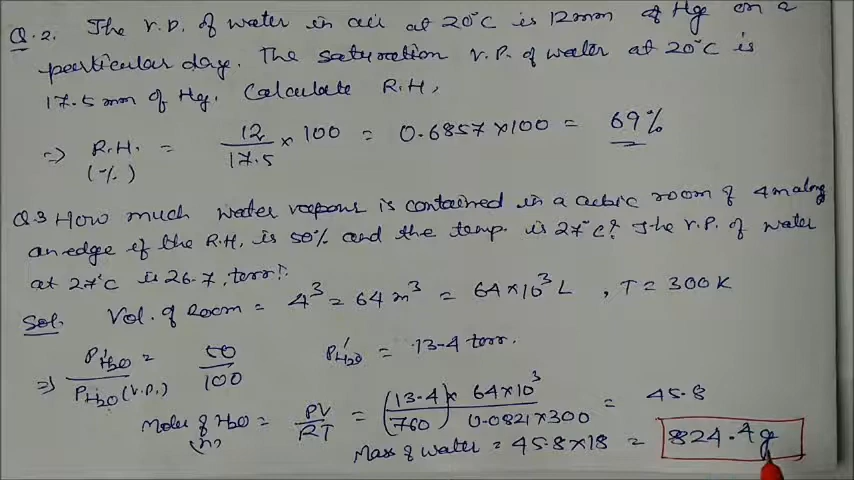 Q.2. The V.P. of water in air at 20°C is 12mm of Hg on a
particular day. The saturation V.P. of water at 20°C is
17.5 mm of Hg. Calculate R.H.
=> R.H. (%) = 12/17.5 × 100 = 0.6857 × 100 = 69%
Q.3 How much water vapours is contained in a cubic room of 4m along
an edge if the R.H. is 50% and the temp. is 27°C? The V.P. of water
at 27°C is 26.7, torr?.
Sol. Vol. of Room = 4³ = 64 m³ = 64×10³ L , T = 300 K
=> P'H₂O / PH₂O (V.P.) = 50/100 P'H₂O = 13.4 torr.
Moles of H₂O (n) = PV/RT = (13.4/760) × 64×10³ / 0.0821×300 = 45.8
Mass of water = 45.8×18 = 824.4g